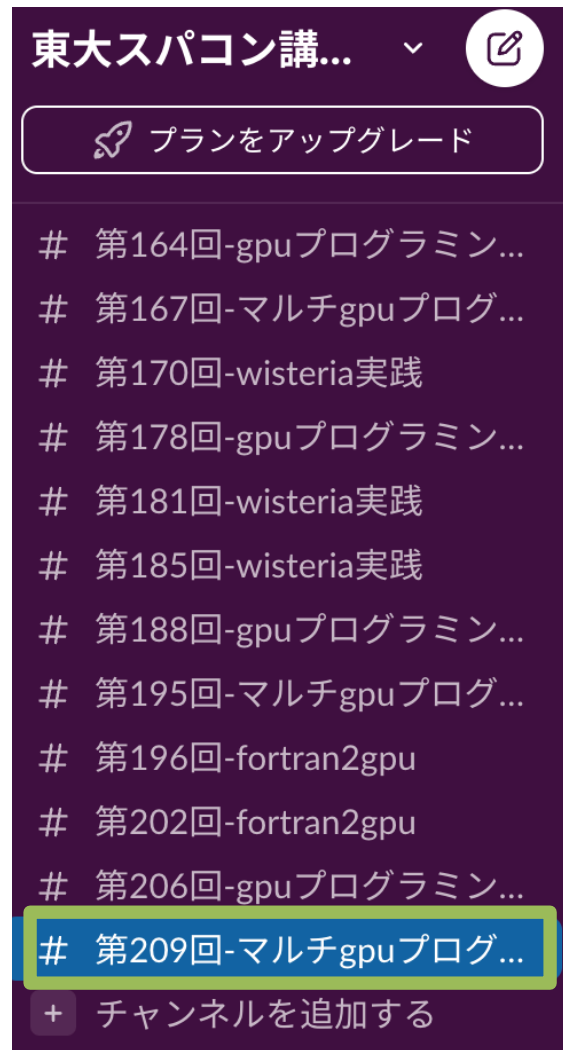 東大スパコン講...
プランをアップグレード
# 第164回-gpuプログラミン...
# 第167回-マルチgpuプログ...
# 第170回-wisteria実践
# 第178回-gpuプログラミン...
# 第181回-wisteria実践
# 第185回-wisteria実践
# 第188回-gpuプログラミン...
# 第195回-マルチgpuプログ...
# 第196回-fortran2gpu
# 第202回-fortran2gpu
# 第206回-gpuプログラミン...
# 第209回-マルチgpuプログ...
+ チャンネルを追加する